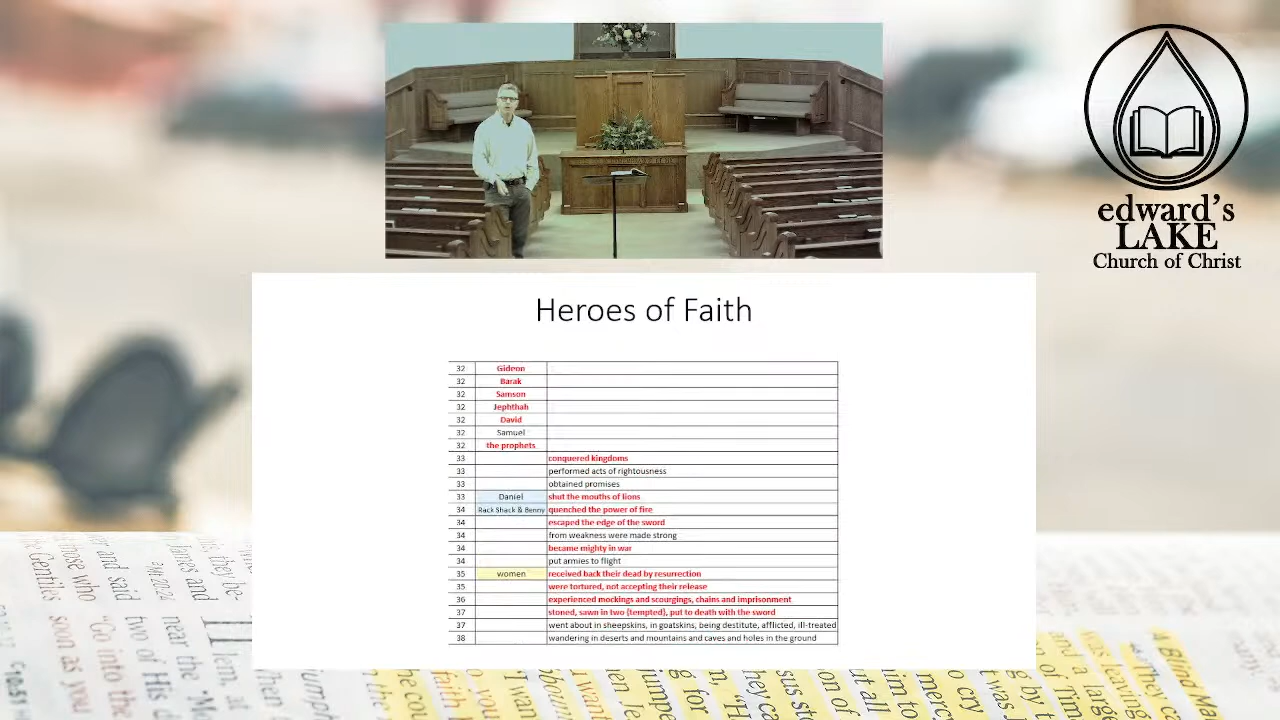 edward's
LAKE
Church of Christ
Heroes of Faith
32 Gideon
32 Barak
32 Samson
32 Jephthah
32 David
32 Samuel
32 the prophets
33 conquered kingdoms
33 performed acts of rightousness
33 obtained promises
33 Daniel shut the mouths of lions
34 Rack Shack & Benny quenched the power of fire
34 escaped the edge of the sword
34 from weakness were made strong
34 became mighty in war
34 put armies to flight
35 women received back their dead by resurrection
35 were tortured, not accepting their release
36 experienced mockings and scourgings, chains and imprisonment
37 stoned, sawn in two (tempted), put to death with the sword
37 went about in sheepskins, in goatskins, being destitute, afflicted, ill-treated
38 wandering in deserts and mountains and caves and holes in the ground